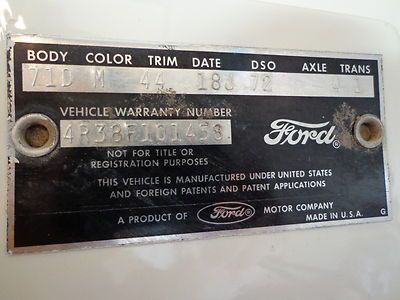 BODY COLOR TRIM DATE DSO AXLE TRANS
71D M 44 18J 72 1
VEHICLE WARRANTY NUMBER
4R38F101458
Ford
NOT FOR TITLE OR
REGISTRATION PURPOSES
THIS VEHICLE IS MANUFACTURED UNDER UNITED STATES
AND FOREIGN PATENTS AND PATENT APPLICATIONS
A PRODUCT OF Ford MOTOR COMPANY
MADE IN U.S.A. G